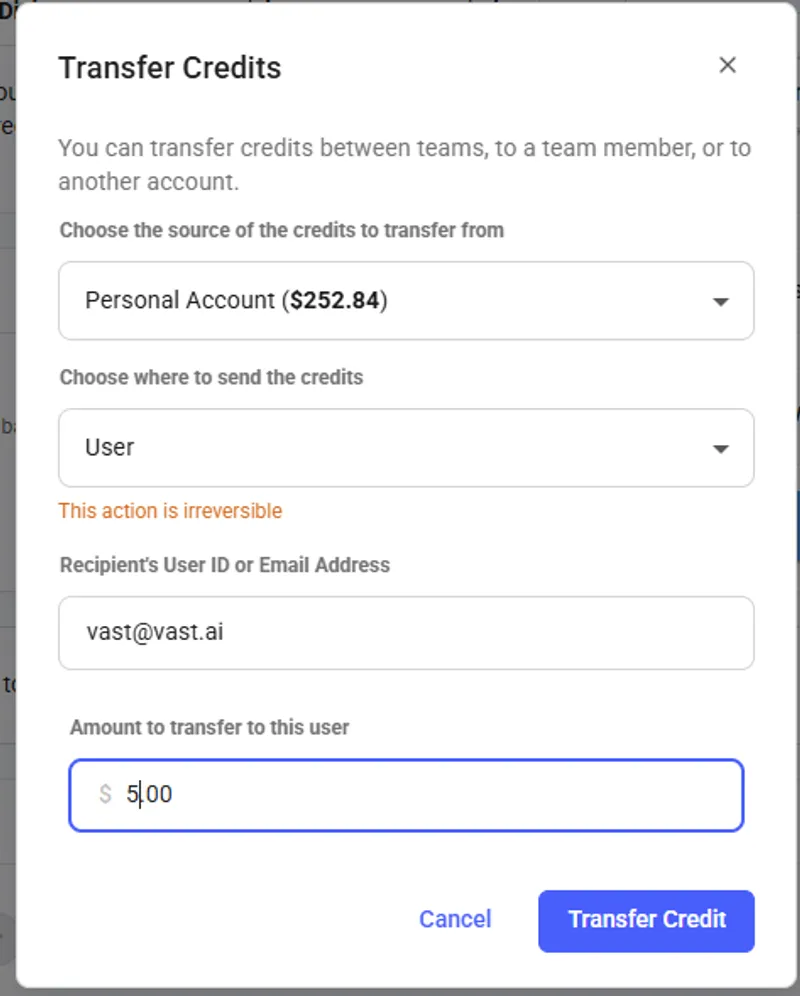 Transfer Credits
You can transfer credits between teams, to a team member, or to
another account.
Choose the source of the credits to transfer from
Personal Account ($252.84)
Choose where to send the credits
User
This action is irreversible
Recipient's User ID or Email Address
vast@vast.ai
Amount to transfer to this user
$ 5.00
Cancel
Transfer Credit